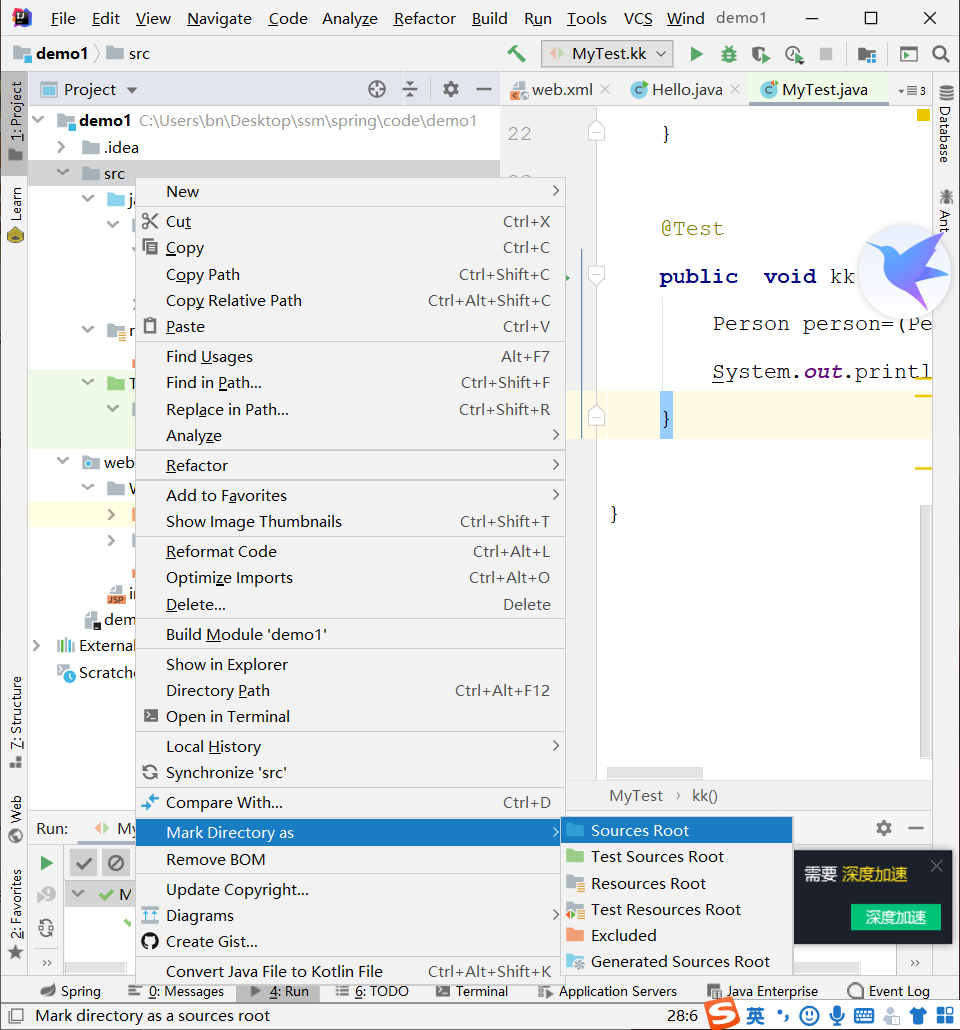 File Edit View Navigate Code Analyze Refactor Build Run Tools VCS Wind demo1
demo1 src MyTest.kk
1: Project
Learn
7: Structure
Web
2: Favorites
Project
demo1 C:\Users\bn\Desktop\ssm\spring\code\demo1
.idea
src
web
JSP
dem
External
Scratche
web.xml Hello.java MyTest.java 3
Database
Ant
22 }
@Test
public void kk
Person person=(Pe
System.out.printl
}
}
MyTest kk()
New
Cut Ctrl+X
Copy Ctrl+C
Copy Path Ctrl+Shift+C
Copy Relative Path Ctrl+Alt+Shift+C
Paste Ctrl+V
Find Usages Alt+F7
Find in Path... Ctrl+Shift+F
Replace in Path... Ctrl+Shift+R
Analyze
Refactor
Add to Favorites
Show Image Thumbnails Ctrl+Shift+T
Reformat Code Ctrl+Alt+L
Optimize Imports Ctrl+Alt+O
Delete... Delete
Build Module 'demo1'
Show in Explorer
Directory Path Ctrl+Alt+F12
Open in Terminal
Local History
Synchronize 'src'
Compare With... Ctrl+D
Mark Directory as
Remove BOM
Update Copyright...
Diagrams
Create Gist...
Convert Java File to Kotlin File Ctrl+Alt+Shift+K
Sources Root
Test Sources Root
Resources Root
Test Resources Root
Excluded
Generated Sources Root
Run: My
M
需要 深度加速
深度加速
Spring 0: Messages 4: Run 6: TODO Terminal Application Servers Java Enterprise Event Log
Mark directory as a sources root 28:6 S 英